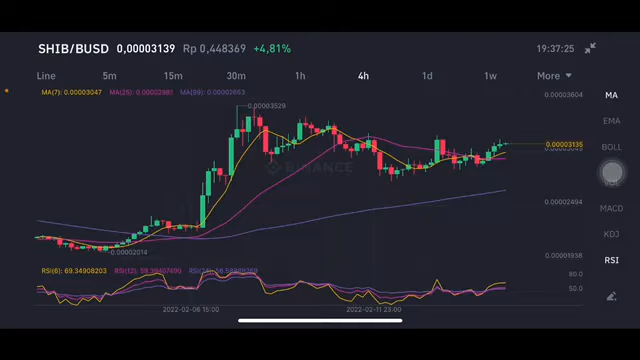 SHIB/BUSD 0,00003139 Rp 0,448369 +4,81% 19:37:25
Line 5m 15m 30m 1h 4h 1d 1w More
MA(7): 0.00003047 MA(25): 0.00002981 MA(99): 0.00002663
0.00003604
MA
0.00003529
EMA
0.00003135
BOLL
BINANCE
0.00002494
MACD
KDJ
0.00002014
0.00001938
RSI
RSI(6): 69.34908203 RSI(12): 59.39407695
80.0
50.0
2022-02-06 15:00 2022-02-11 23:00